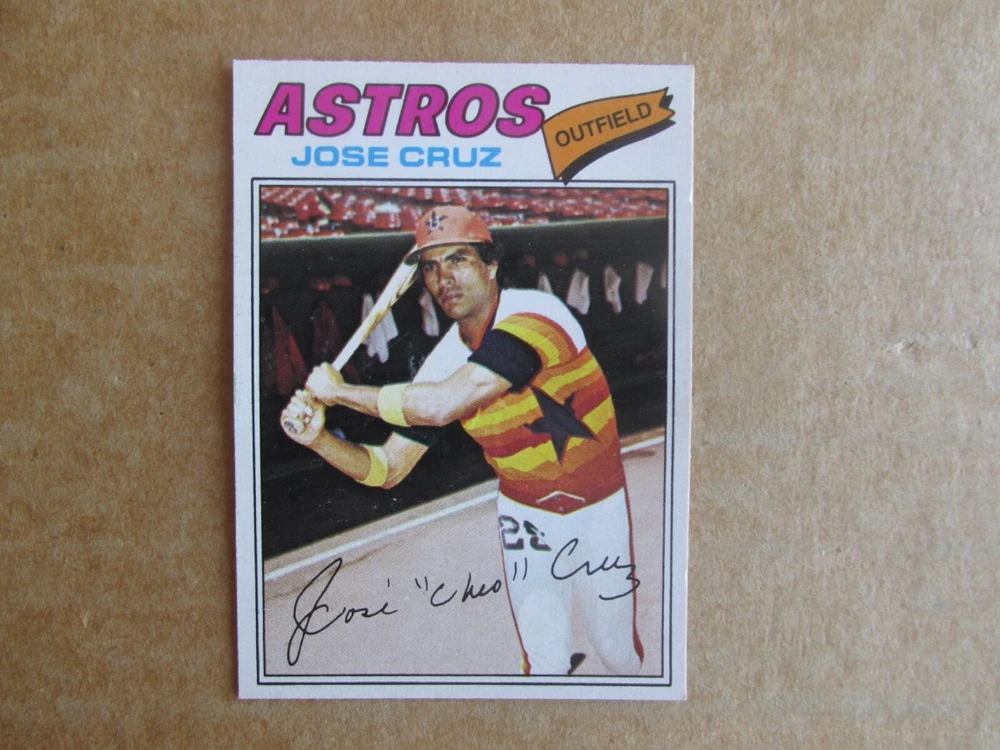 ASTROS
OUTFIELD
JOSE CRUZ
25
José "Cheo" Cruz